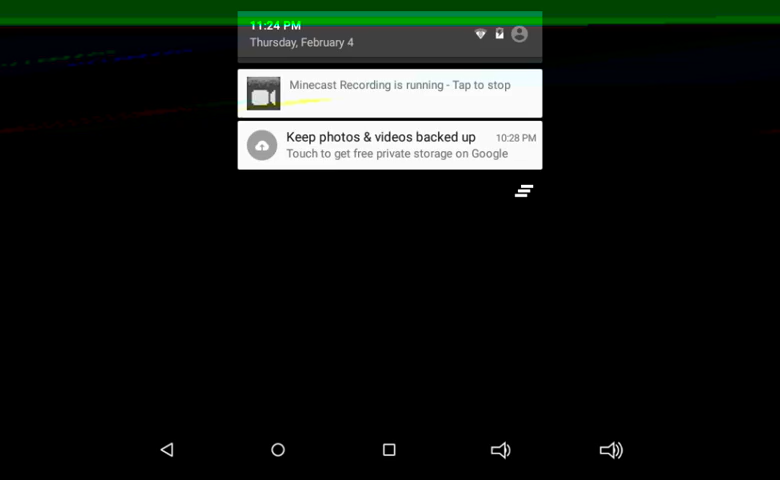 11:24 PM
Thursday, February 4
Minecast Recording is running - Tap to stop
Keep photos & videos backed up
10:28 PM
Touch to get free private storage on Google